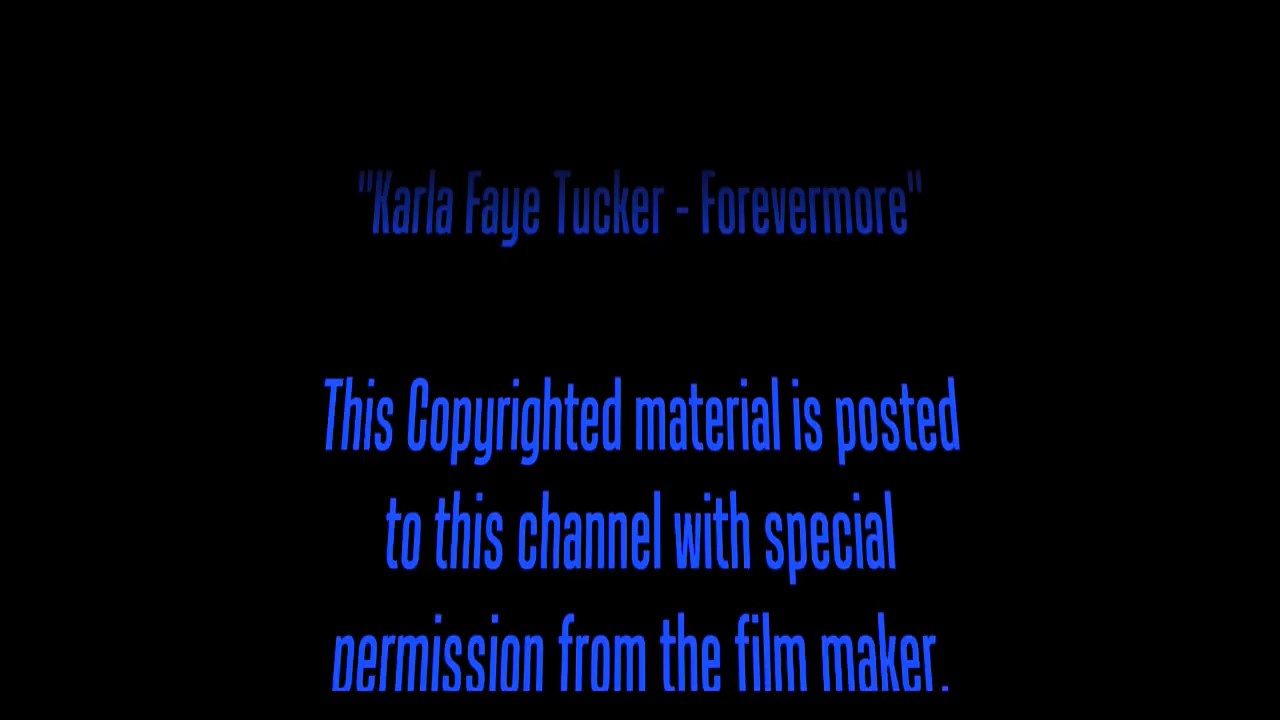 "Karla Faye Tucker - Forevermore"
This Copyrighted material is posted
to this channel with special
permission from the film maker.